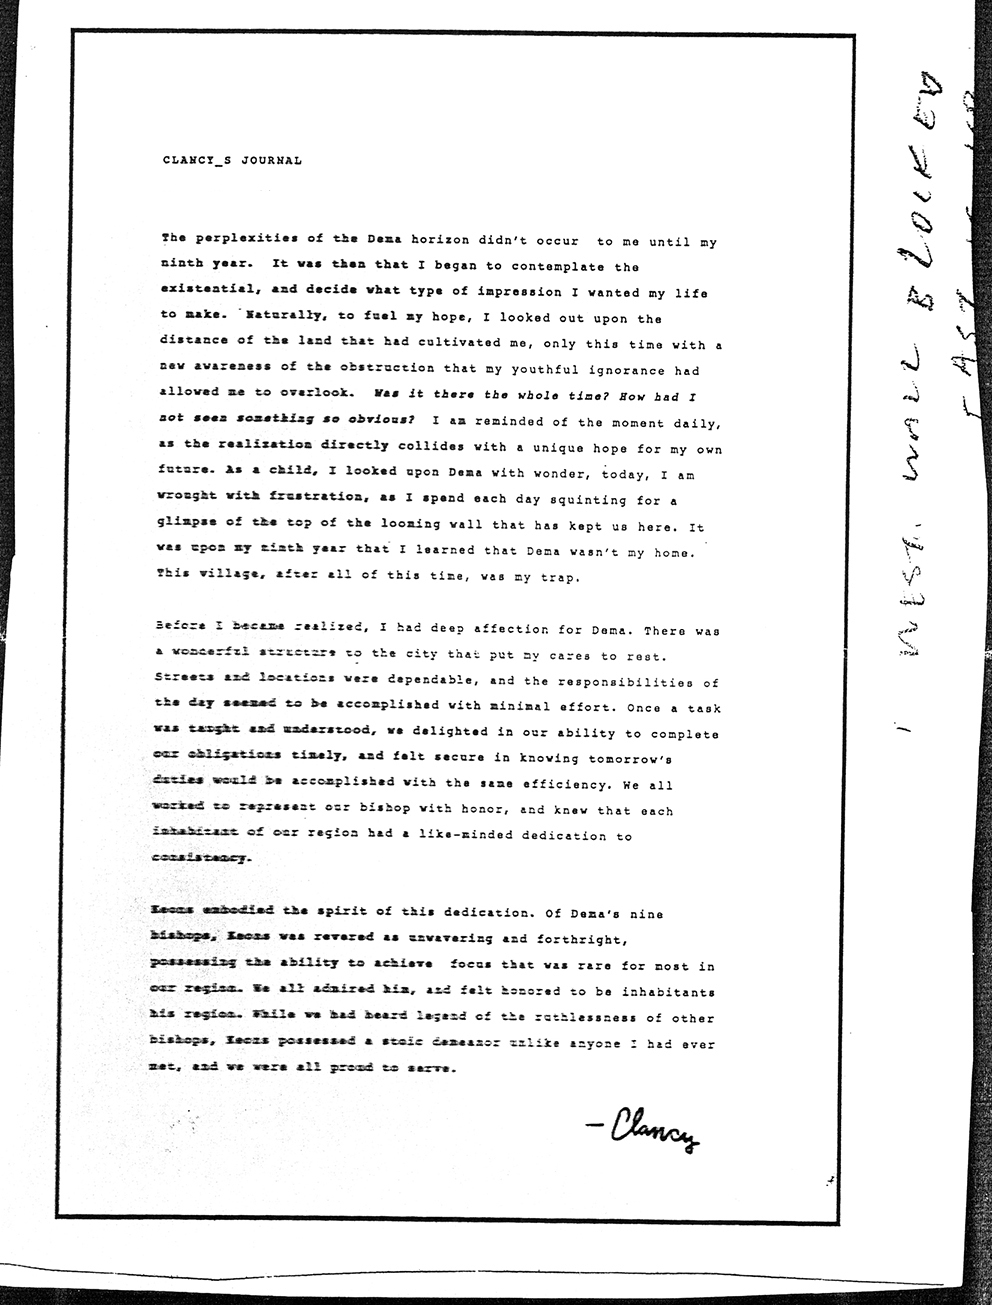 CLANCY_S JOURNAL
The perplexities of the Dema horizon didn't occur  to me until my
ninth year.  It was then that I began to contemplate the
existential, and decide what type of impression I wanted my life
to make.  Naturally, to fuel my hope, I looked out upon the
distance of the land that had cultivated me, only this time with a
new awareness of the obstruction that my youthful ignorance had
allowed me to overlook.  Was it there the whole time? How had I
not seen something so obvious?  I am reminded of the moment daily,
as the realization directly collides with a unique hope for my own
future. As a child, I looked upon Dema with wonder, today, I am
wrought with frustration, as I spend each day squinting for a
glimpse of the top of the looming wall that has kept us here. It
was upon my ninth year that I learned that Dema wasn't my home.
This village, after all of this time, was my trap.
Before I became realized, I had deep affection for Dema. There was
a wonderful structure to the city that put my cares to rest.
Streets and locations were dependable, and the responsibilities of
the day seemed to be accomplished with minimal effort. Once a task
was taught and understood, we delighted in our ability to complete
our obligations timely, and felt secure in knowing tomorrow's
duties would be accomplished with the same efficiency. We all
worked to represent our bishop with honor, and knew that each
inhabitant of our region had a like-minded dedication to
consistency.
Keons embodied the spirit of this dedication. Of Dema's nine
bishops, Keons was revered as unwavering and forthright,
possessing the ability to achieve  focus that was rare for most in
our region. We all admired him, and felt honored to be inhabitants
his region. While we had heard legend of the ruthlessness of other
bishops, Keons possessed a stoic demeanor unlike anyone I had ever
met, and we were all proud to serve.
- Clancy
WEST. WALL BLOCKED
EAST IS UP